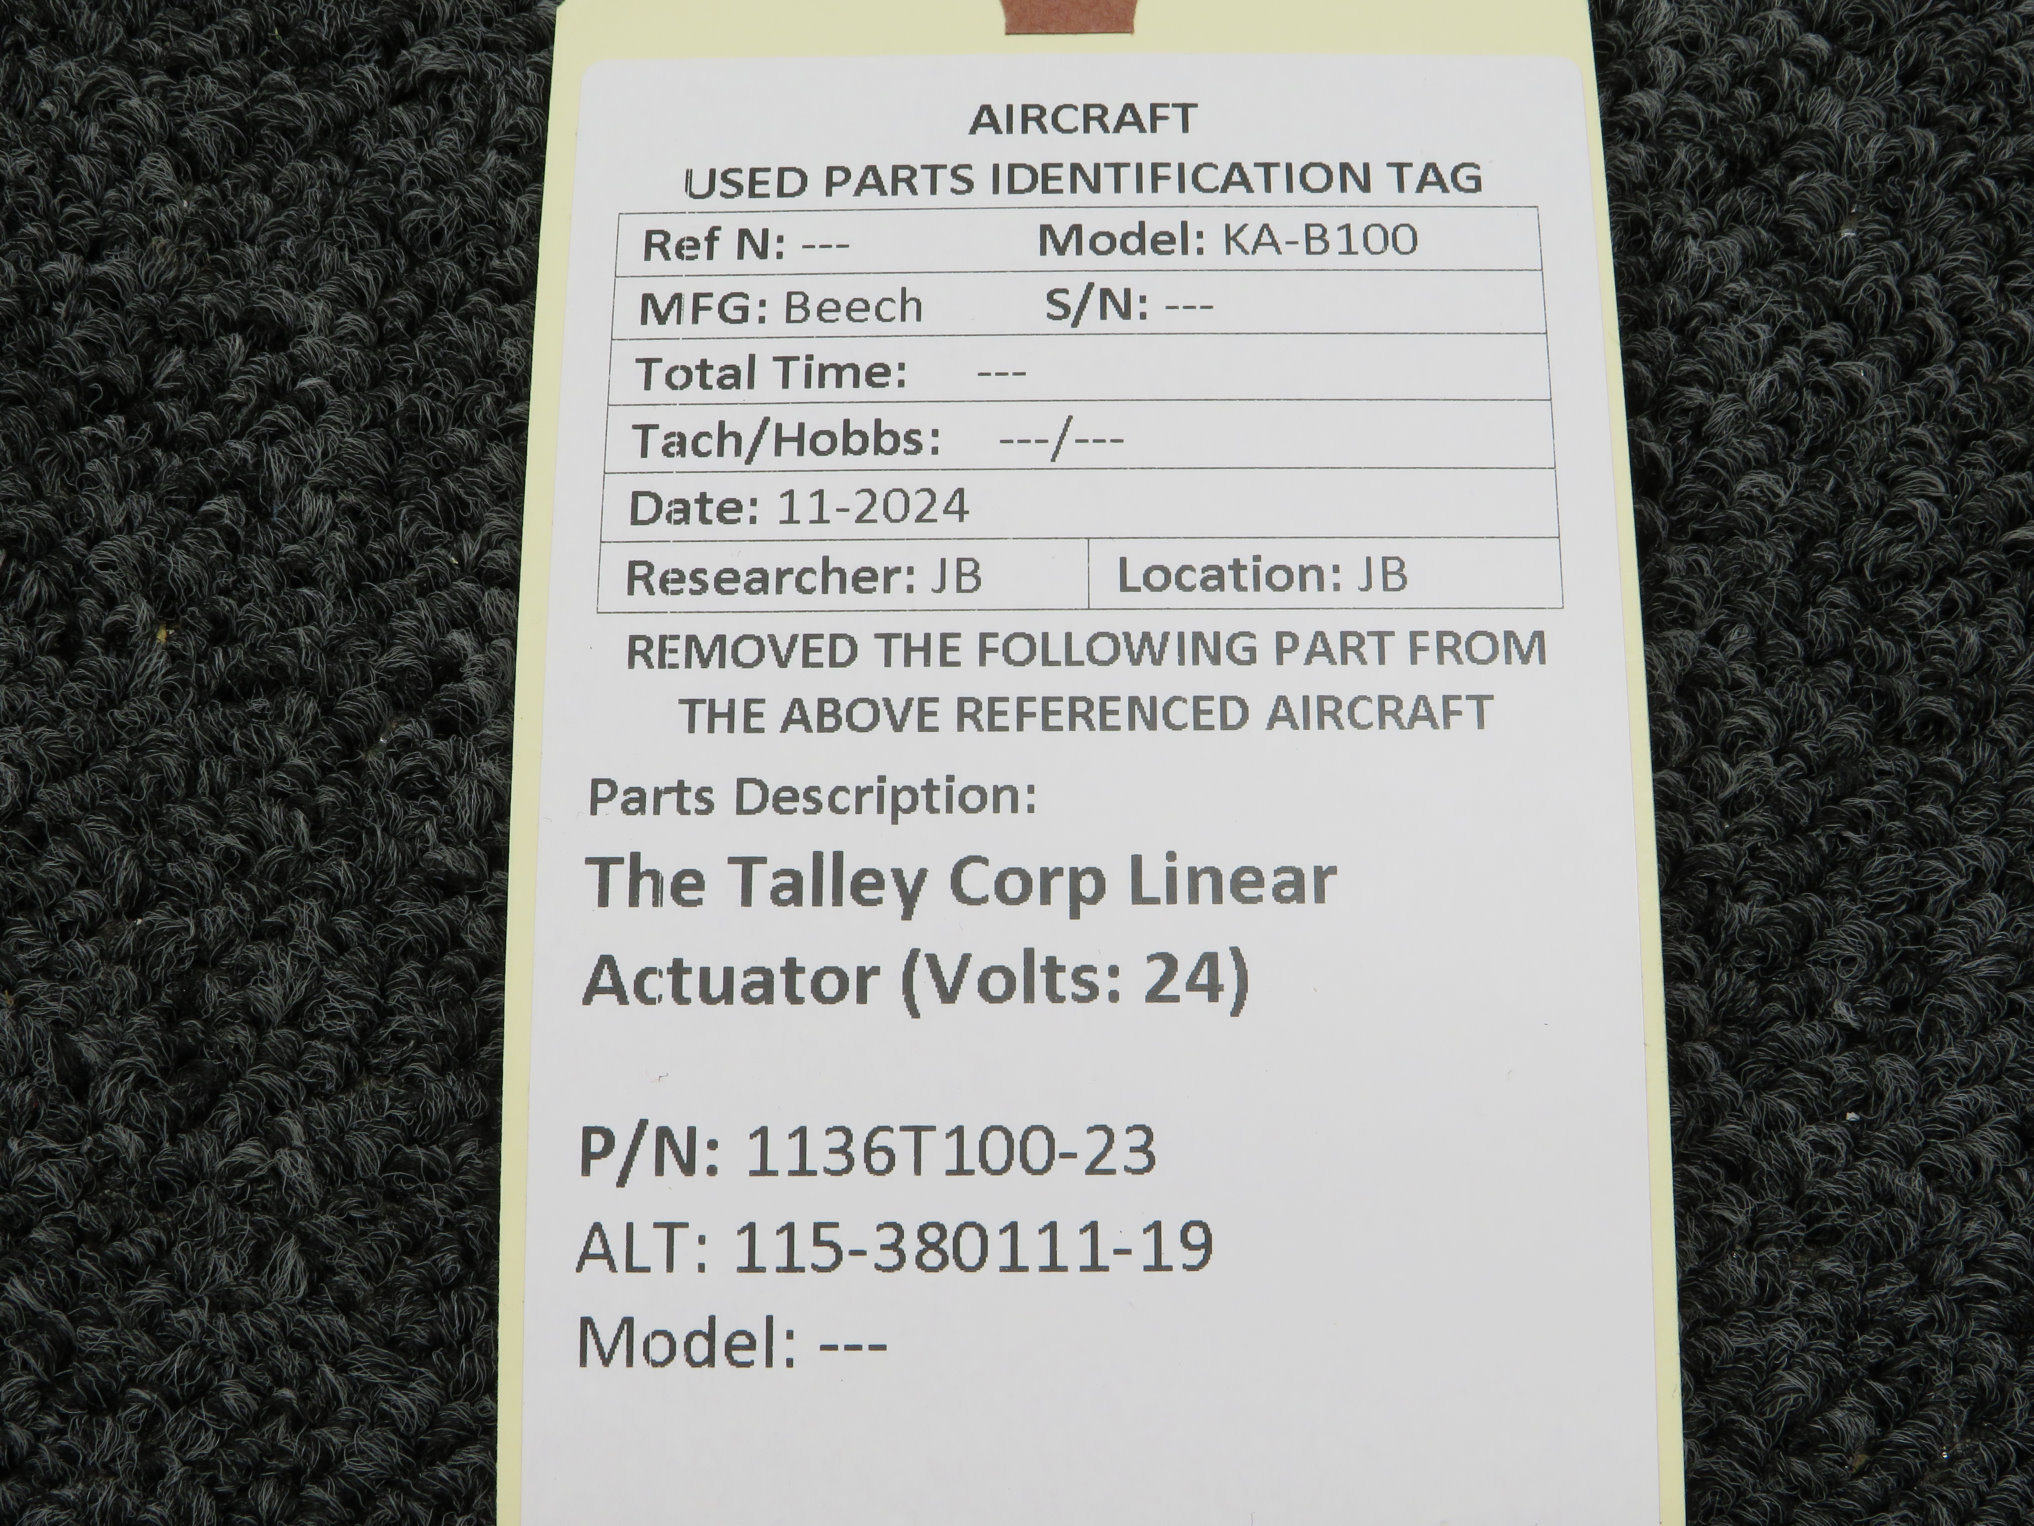 AIRCRAFT
USED PARTS IDENTIFICATION TAG
Ref N: --- Model: KA-B100
MFG: Beech S/N: ---
Total Time: ---
Tach/Hobbs: ---/---
Date: 11-2024
Researcher: JB Location: JB
REMOVED THE FOLLOWING PART FROM
THE ABOVE REFERENCED AIRCRAFT
Parts Description:
The Talley Corp Linear
Actuator (Volts: 24)
P/N: 1136T100-23
ALT: 115-380111-19
Model: ---